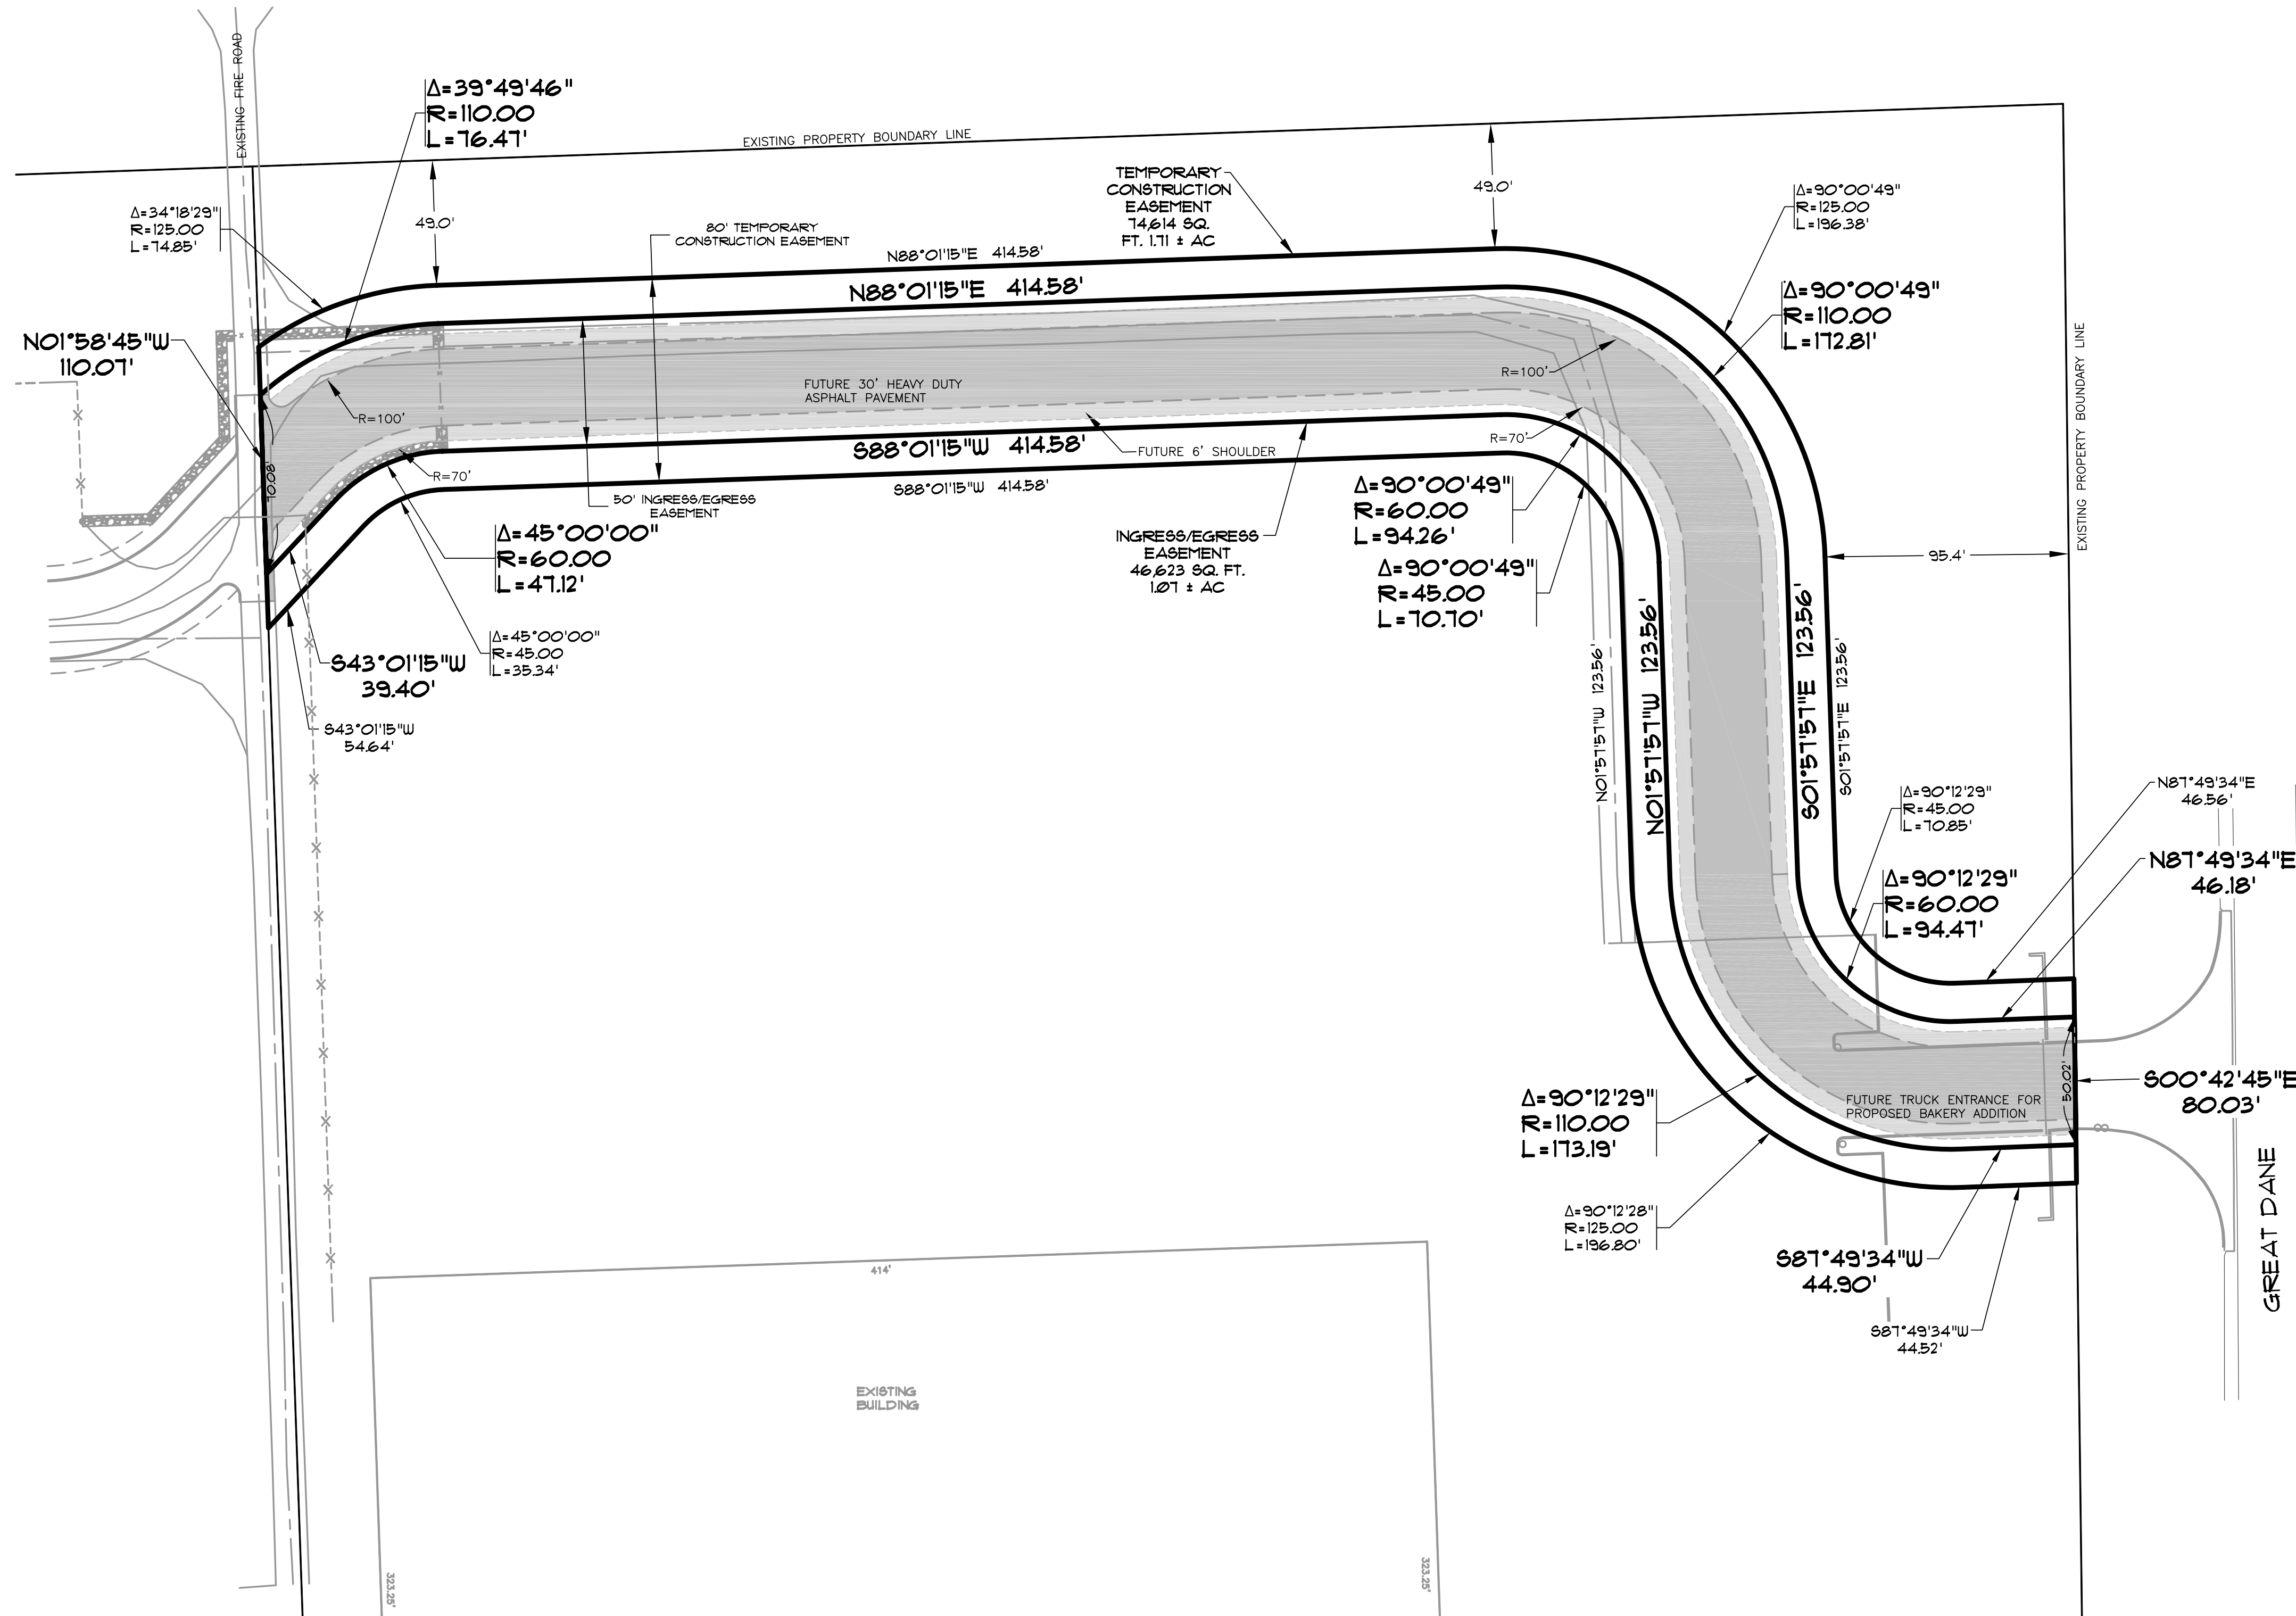 EXISTING FIRE ROAD
Δ=39°49'46"
R=110.00
L=76.47'
EXISTING PROPERTY BOUNDARY LINE
Δ=34°18'29"
R=125.00
L=74.85'
49.0'
80' TEMPORARY
CONSTRUCTION EASEMENT
TEMPORARY
CONSTRUCTION
EASEMENT
74,614 SQ.
FT. 1.71 ± AC
49.0'
Δ=90°00'49"
R=125.00
L=196.38'
N88°01'15"E 414.58'
N88°01'15"E 414.58'
Δ=90°00'49"
R=110.00
L=172.81'
N01°58'45"W
110.07'
EXISTING PROPERTY BOUNDARY LINE
R=100'
FUTURE 30' HEAVY DUTY
ASPHALT PAVEMENT
R=100'
R=70'
70.08'
R=70'
S88°01'15"W 414.58'
FUTURE 6' SHOULDER
S88°01'15"W 414.58'
50' INGRESS/EGRESS
EASEMENT
Δ=90°00'49"
R=60.00
L=94.26'
Δ=45°00'00"
R=60.00
L=47.12'
INGRESS/EGRESS
EASEMENT
46,623 SQ. FT.
1.07 ± AC
Δ=90°00'49"
R=45.00
L=70.70'
95.4'
S43°01'15"W
39.40'
Δ=45°00'00"
R=45.00
L=35.34'
S43°01'15"W
54.64'
N01°57'57"W 123.56'
N01°57'57"W 123.56'
S01°57'57"E 123.56'
S01°57'57"E 123.56'
Δ=90°12'29"
R=45.00
L=70.85'
N87°49'34"E
46.56'
N87°49'34"E
46.18'
Δ=90°12'29"
R=60.00
L=94.47'
50.02'
S00°42'45"E
80.03'
FUTURE TRUCK ENTRANCE FOR
PROPOSED BAKERY ADDITION
Δ=90°12'29"
R=110.00
L=173.19'
Δ=90°12'28"
R=125.00
L=196.80'
S87°49'34"W
44.90'
S87°49'34"W
44.52'
GREAT DANE
414'
EXISTING
BUILDING
323.25'
323.25'